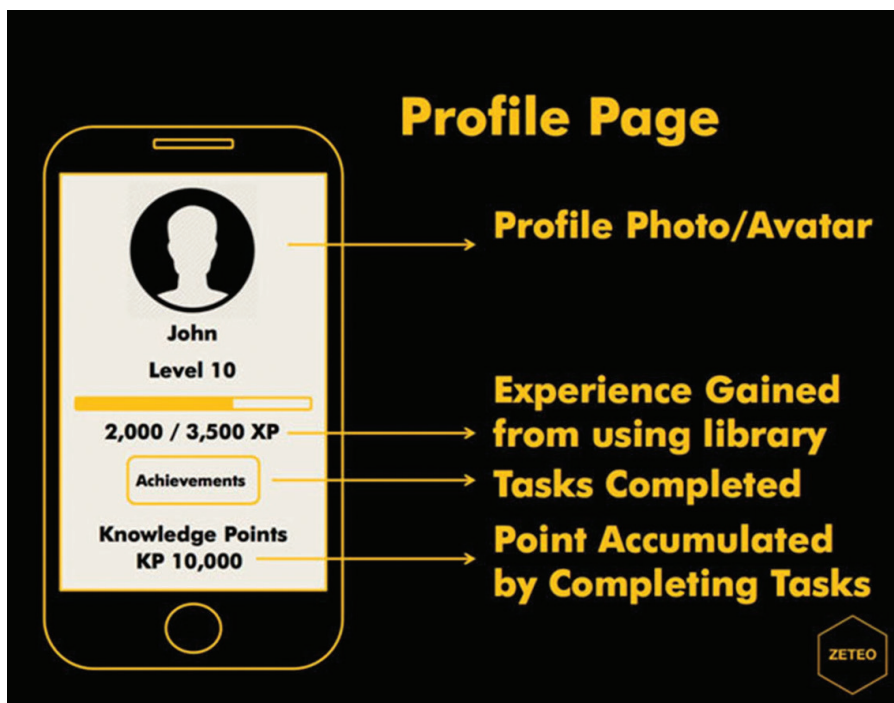 Profile Page
Profile Photo/Avatar
John
Level 10
2,000 / 3,500 XP
Experience Gained
from using library
Achievements
Tasks Completed
Knowledge Points
KP 10,000
Point Accumulated
by Completing Tasks
ZETEO